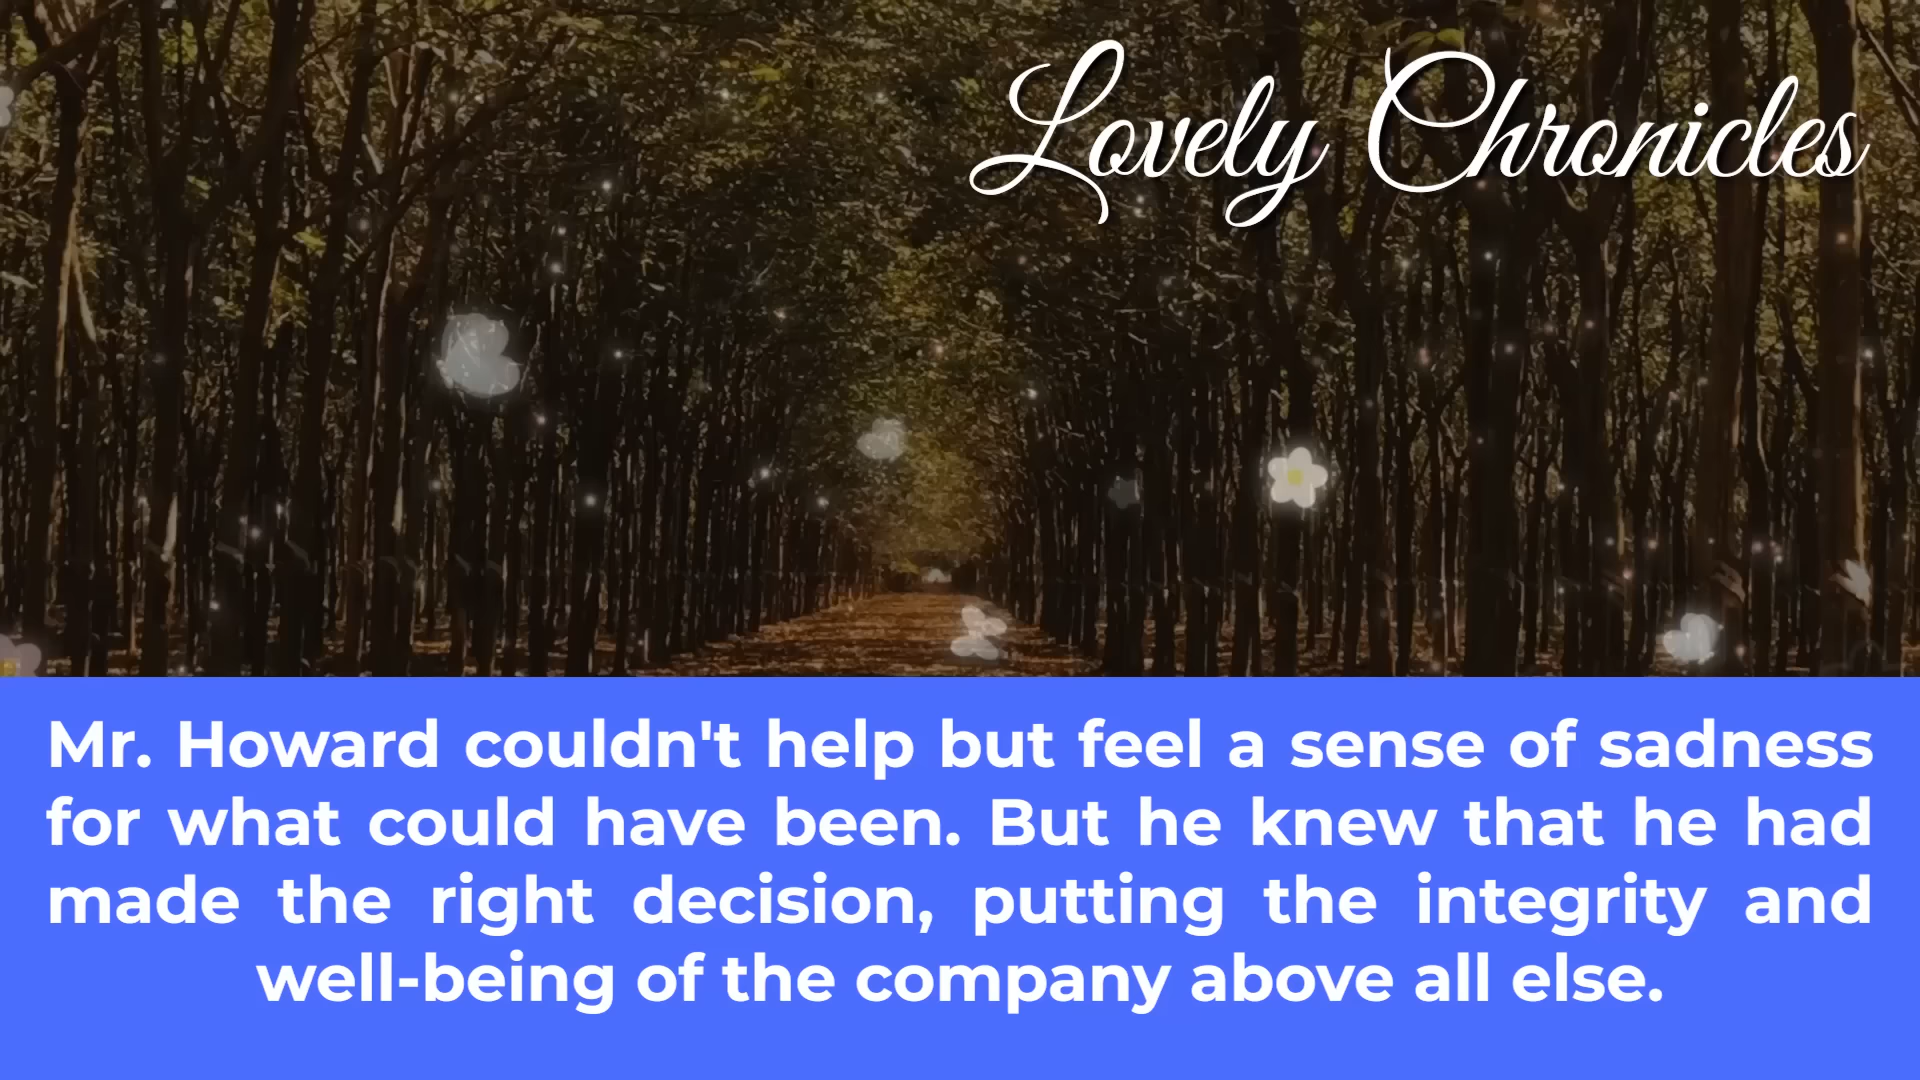 Lovely Chronicles
Mr. Howard couldn't help but feel a sense of sadness
for what could have been. But he knew that he had
made the right decision, putting the integrity and
well-being of the company above all else.